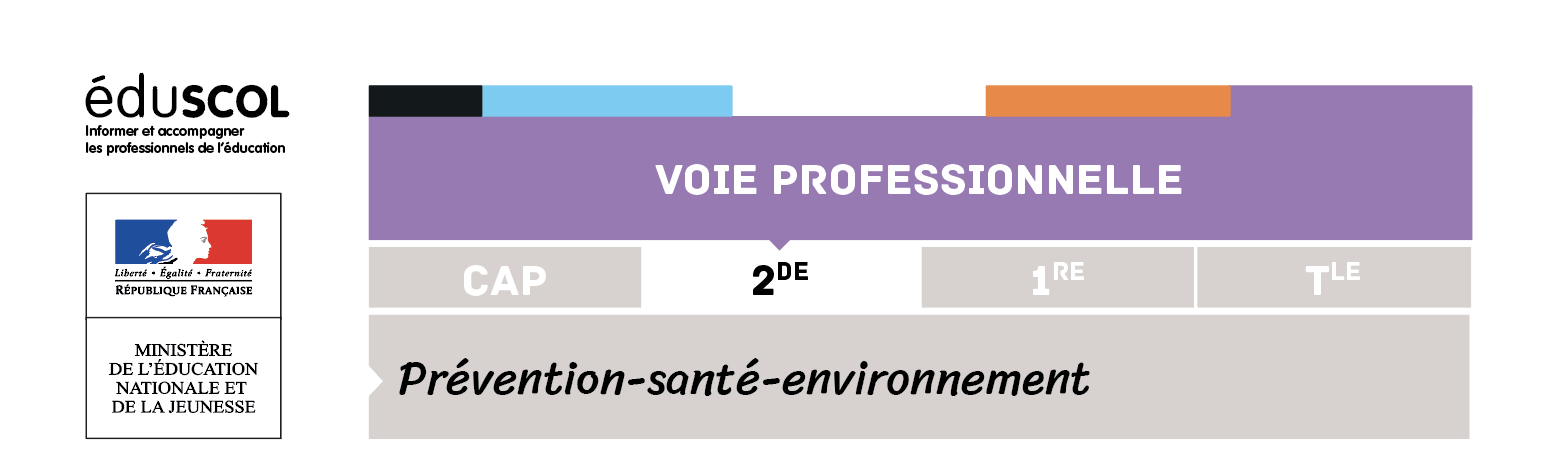 éduSCOL
Informer et accompagner
les professionnels de l'éducation
Liberté • Égalité • Fraternité
RÉPUBLIQUE FRANÇAISE
MINISTÈRE
DE L'ÉDUCATION
NATIONALE ET
DE LA JEUNESSE
VOIE PROFESSIONNELLE
CAP 2DE 1RE TLE
Prévention-santé-environnement